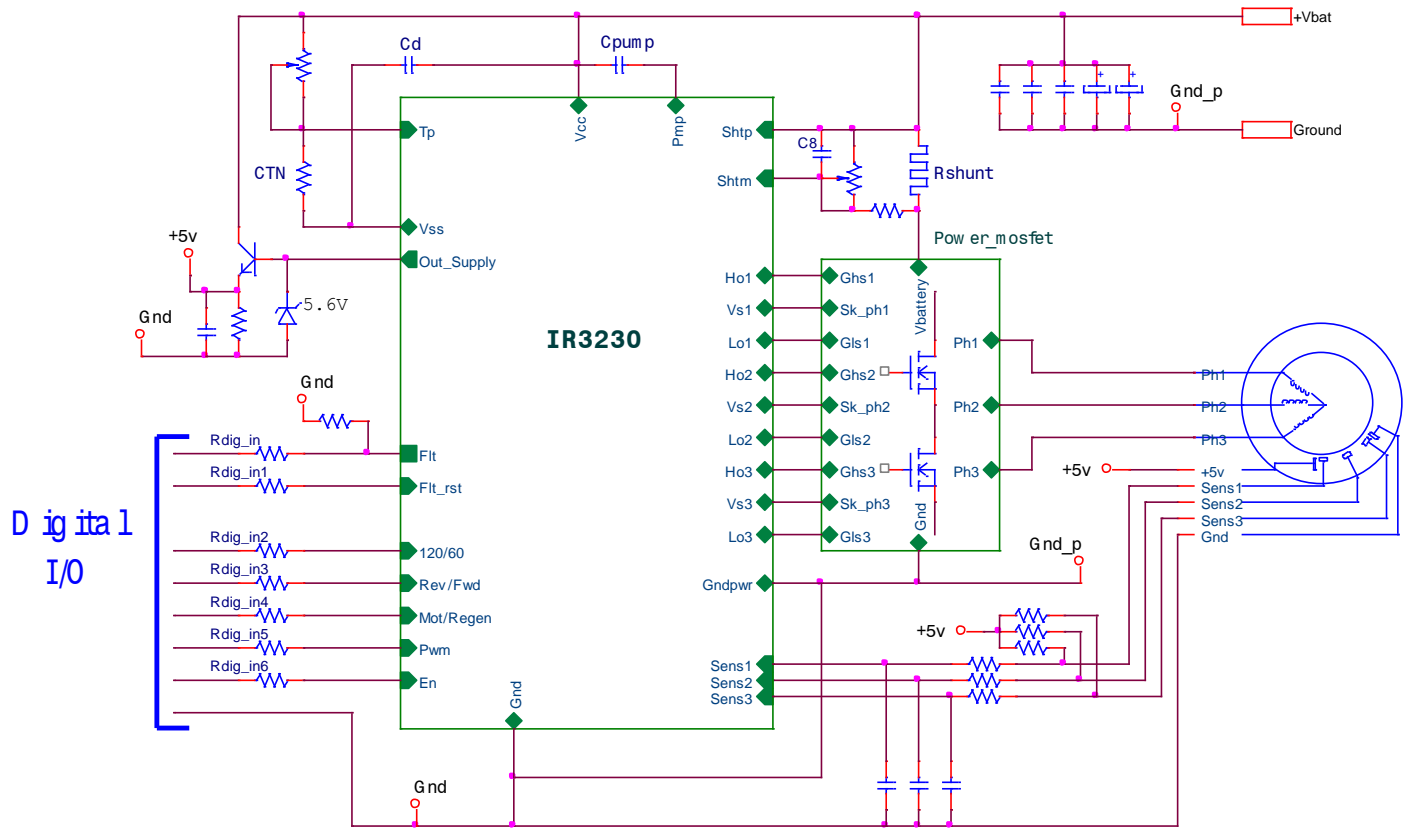 +Vbat
Cd
Cpump
Gnd_p
Ground
Vcc
Pmp
Tp
Shtp
C8
CTN
Shtm
Rshunt
Vss
+5v
Power_mosfet
Out_Supply
5.6V
Gnd
IR3230
Ho1
Vs1
Lo1
Ho2
Vs2
Lo2
Ho3
Vs3
Lo3
Ghs1
Sk_ph1
Gls1
Ghs2
Sk_ph2
Gls2
Ghs3
Sk_ph3
Gls3
Vbattery
Gnd
Ph1
Ph2
Ph3
Ph1
Ph2
Ph3
+5v
+5v
Sens1
Sens2
Sens3
Gnd
Gnd
Rdig_in
Flt
Rdig_in1
Flt_rst
Digital
I/O
Rdig_in2
120/60
Rdig_in3
Rev/Fwd
Rdig_in4
Mot/Regen
Rdig_in5
Pwm
Rdig_in6
En
Gnd_p
Gndpwr
+5v
Sens1
Sens2
Sens3
Gnd
Gnd